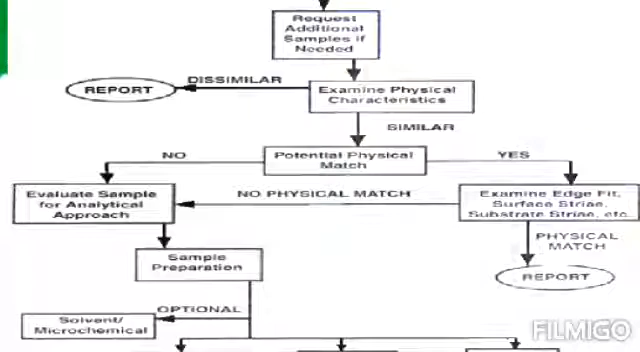 Request
Additional
Samples if
Needed
DISSIMILAR
REPORT
Examine Physical
Characteristics
SIMILAR
NO
Potential Physical
Match
YES
Evaluate Sample
for Analytical
Approach
NO PHYSICAL MATCH
Examine Edge Fit,
Surface Striae,
Substrate Striae, etc.
PHYSICAL
MATCH
Sample
Preparation
REPORT
OPTIONAL
Solvent/
Microchemical
FILMIGO